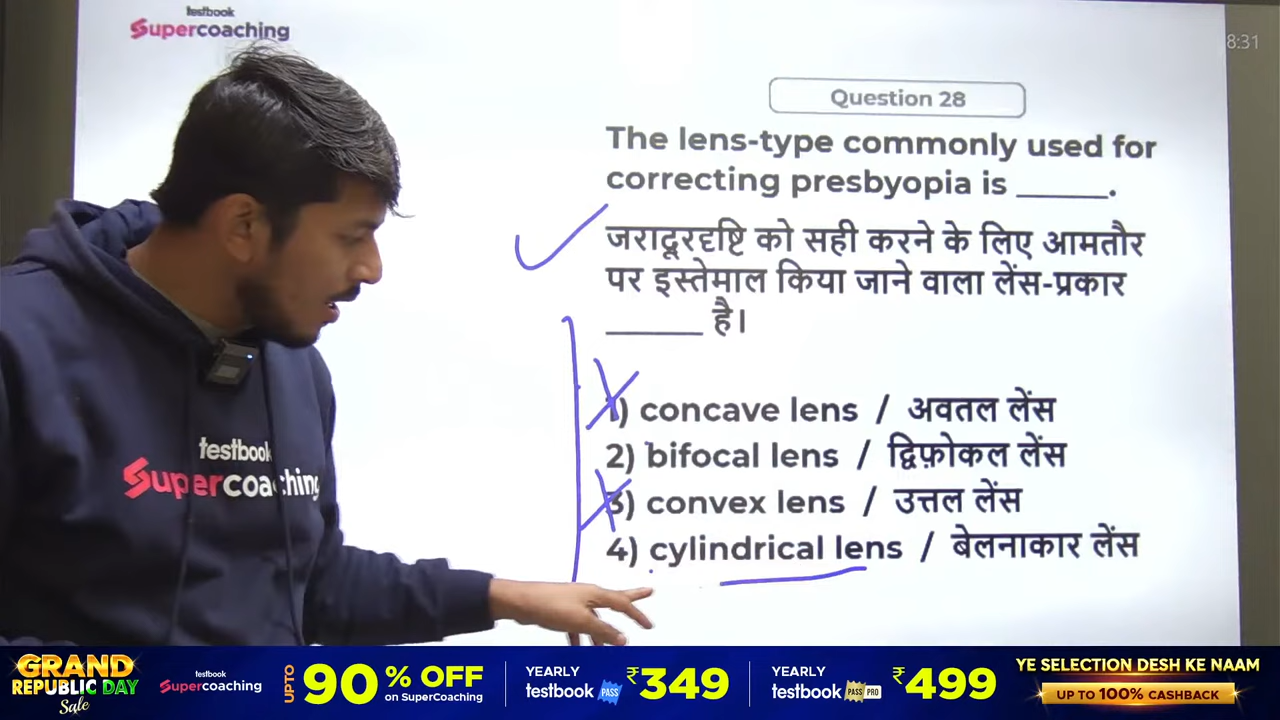 testbook
Supercoaching
8:31
Question 28
The lens-type commonly used for
correcting presbyopia is ______.
जरादूरदृष्टि को सही करने के लिए आमतौर
पर इस्तेमाल किया जाने वाला लेंस-प्रकार
______ है।
1) concave lens / अवतल लेंस
2) bifocal lens / द्विफ़ोकल लेंस
3) convex lens / उत्तल लेंस
4) cylindrical lens / बेलनाकार लेंस
testbook
Supercoaching
GRAND
REPUBLIC DAY
Sale
testbook
Supercoaching
UPTO 90% OFF
on SuperCoaching
YEARLY
testbook PASS ₹349
YEARLY
testbook PASS PRO ₹499
YE SELECTION DESH KE NAAM
UP TO 100% CASHBACK